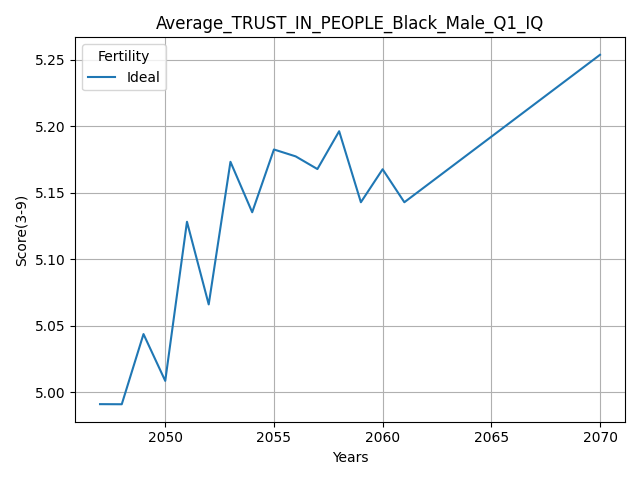 Average_TRUST_IN_PEOPLE_Black_Male_Q1_IQ
Fertility
Ideal
5.25
5.20
5.15
5.10
5.05
5.00
Score(3-9)
2050 2055 2060 2065 2070
Years